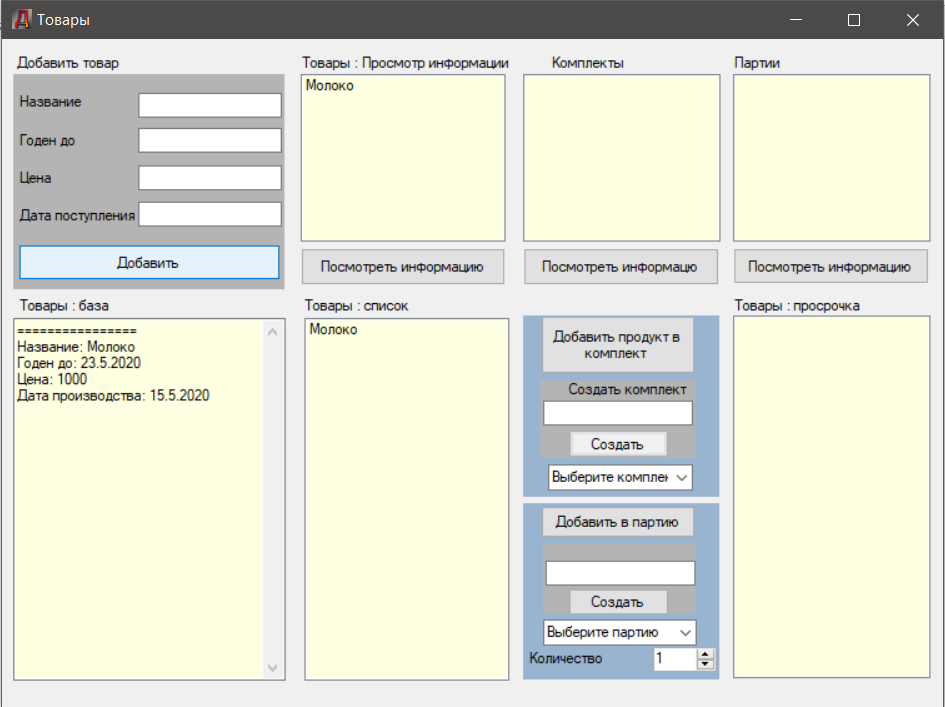 Д Товары
Добавить товар
Название
Годен до
Цена
Дата поступления
Добавить
Товары : Просмотр информации
Молоко
Посмотреть информацию
Комплекты
Посмотреть информацю
Партии
Посмотреть информацию
Товары : база
================
Название: Молоко
Годен до: 23.5.2020
Цена: 1000
Дата производства: 15.5.2020
Товары : список
Молоко
Добавить продукт в
комплект
Создать комплект
Создать
Выберите комплек
Добавить в партию
Создать
Выберите партию
Количество 1
Товары : просрочка